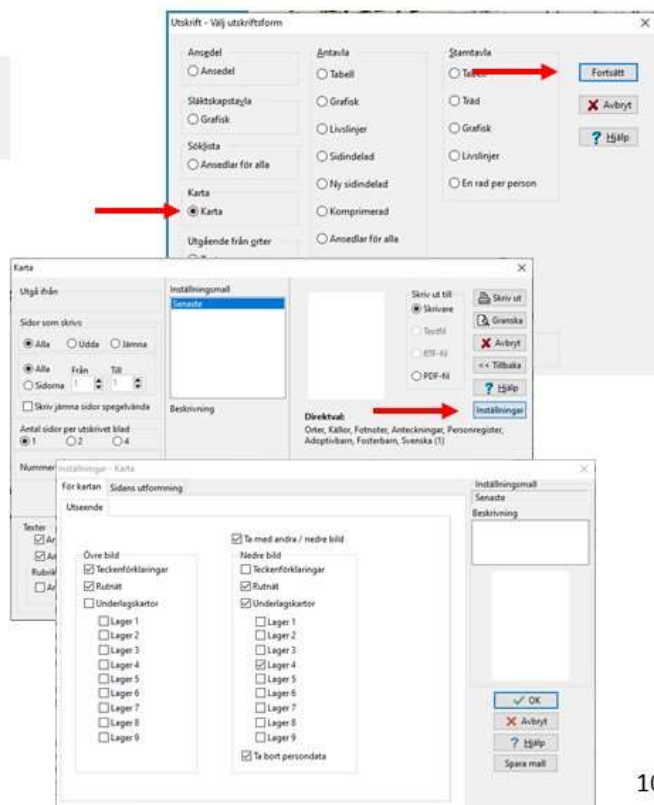 Utskrift - Välj utskriftsform
Ansedel
Ansedel
Släktskapstavla
Grafisk
Söklista
Ansedlar för alla
Karta
Karta
Utgående från orter
Antavla
Tabell
Grafisk
Livslinjer
Sidindelad
Ny sidindelad
Komprimerad
Ansedlar för alla
Stamtavla
Träd
Grafisk
Livslinjer
En rad per person
Fortsätt
Avbryt
Hjälp
Karta
Utgå ifrån
Sidor som skrivs
Alla Udda Jämna
Alla Från Till
Sidorna 1 1
Skriv jämna sidor spegelvända
Antal sidor per utskrivet blad
1 2 4
Nummer
Texter
Rubrik
Inställningsmall
Senaste
Beskrivning
Skriv ut till
Skrivare
Textfil
RTF-fil
PDF-fil
Direktval:
Orter, Källor, Fotnoter, Anteckningar, Personregister,
Adoptivbarn, Fosterbarn, Svenska (1)
Skriv ut
Granska
Avbryt
<< Tillbaka
Hjälp
Inställningar
Inställningar - Karta
För kartan Sidans utformning
Utseende
Övre bild
Teckenförklaringar
Rutnät
Underlagskartor
Lager 1
Lager 2
Lager 3
Lager 4
Lager 5
Lager 6
Lager 7
Lager 8
Lager 9
Ta med andra / nedre bild
Nedre bild
Teckenförklaringar
Rutnät
Underlagskartor
Lager 1
Lager 2
Lager 3
Lager 4
Lager 5
Lager 6
Lager 7
Lager 8
Lager 9
Ta bort persondata
Inställningsmall
Senaste
Beskrivning
OK
Avbryt
Hjälp
Spara mall
10